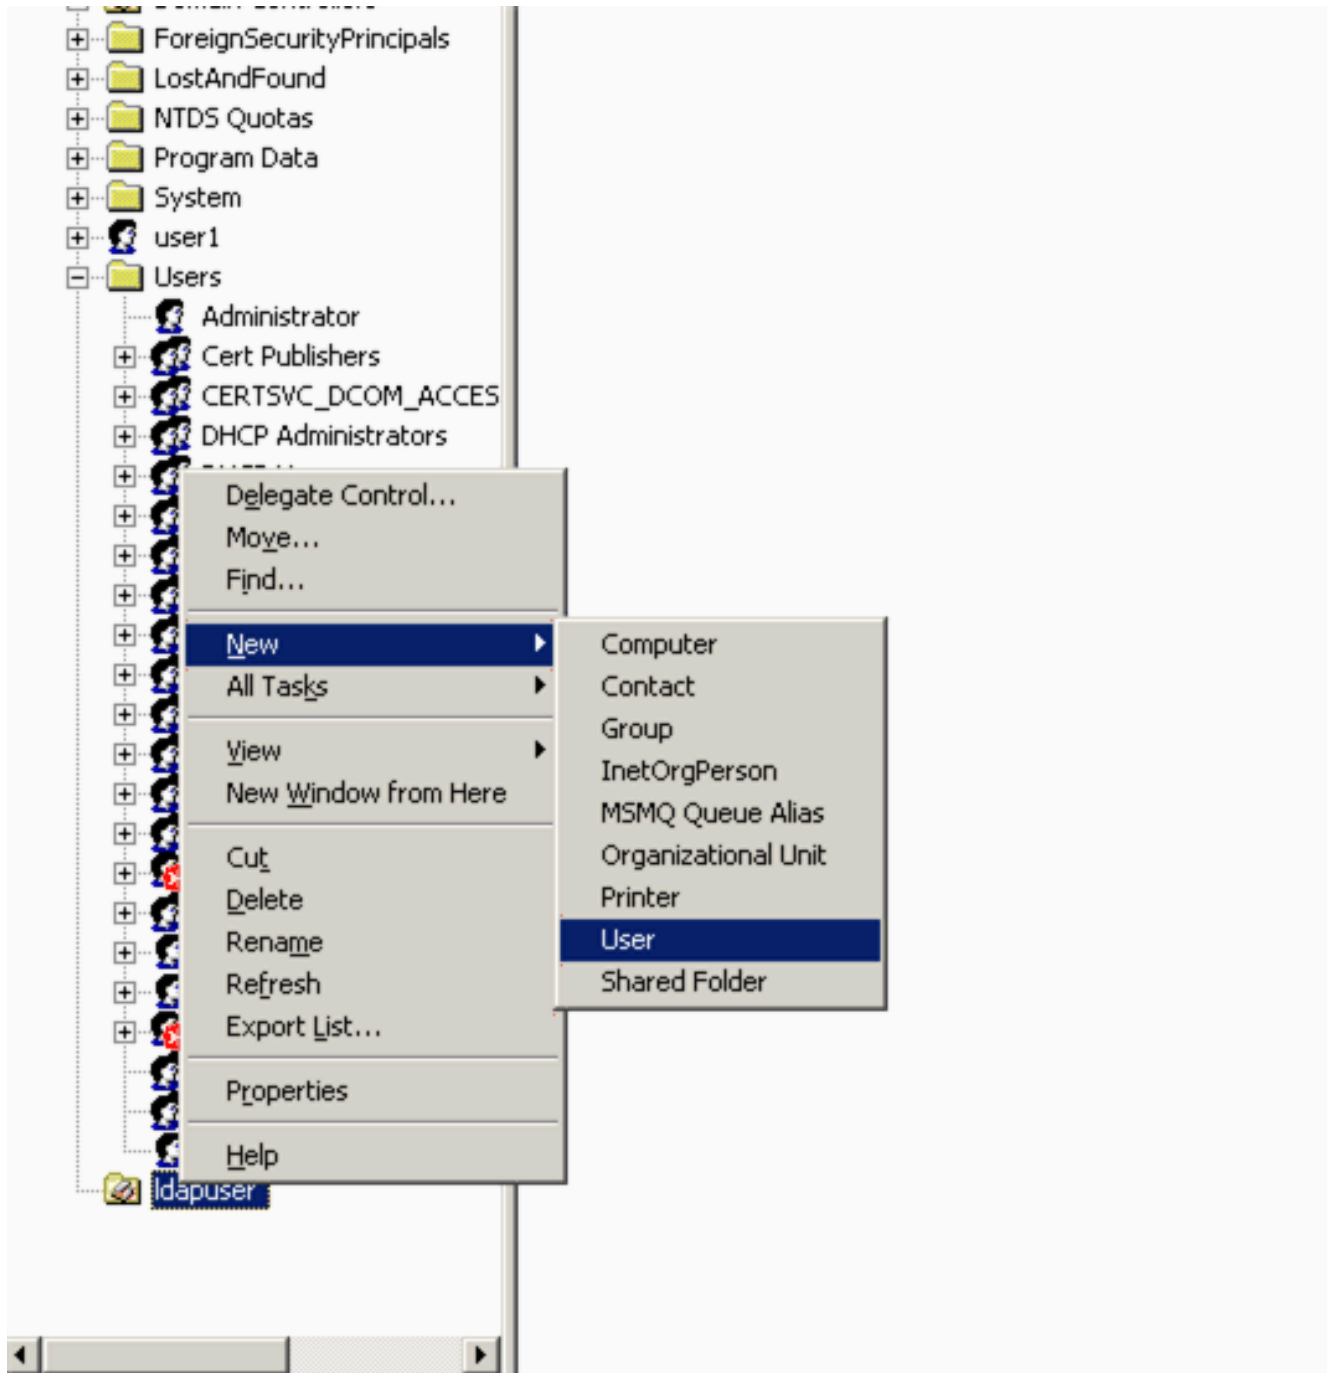 Domain Controllers
ForeignSecurityPrincipals
LostAndFound
NTDS Quotas
Program Data
System
user1
Users
Administrator
Cert Publishers
CERTSVC_DCOM_ACCES
DHCP Administrators
Delegate Control...
Move...
Find...
New
All Tasks
View
New Window from Here
Cut
Delete
Rename
Refresh
Export List...
Properties
Help
Computer
Contact
Group
InetOrgPerson
MSMQ Queue Alias
Organizational Unit
Printer
User
Shared Folder
ldapuser